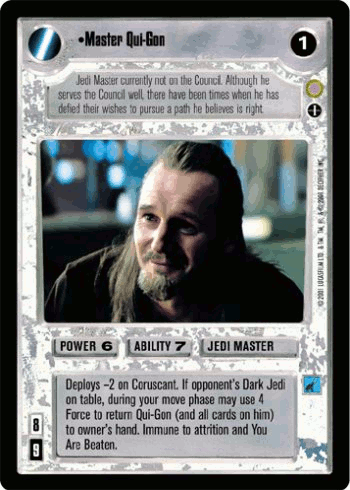 •Master Qui-Gon
1
Jedi Master currently not on the Council. Although he
serves the Council well, there have been times when he has
defied their wishes to pursue a path he believes is right.
POWER 6
ABILITY 7
JEDI MASTER
Deploys –2 on Coruscant. If opponent's Dark Jedi
on table, during your move phase may use 4
Force to return Qui-Gon (and all cards on him)
to owner's hand. Immune to attrition and You
Are Beaten.
8
9